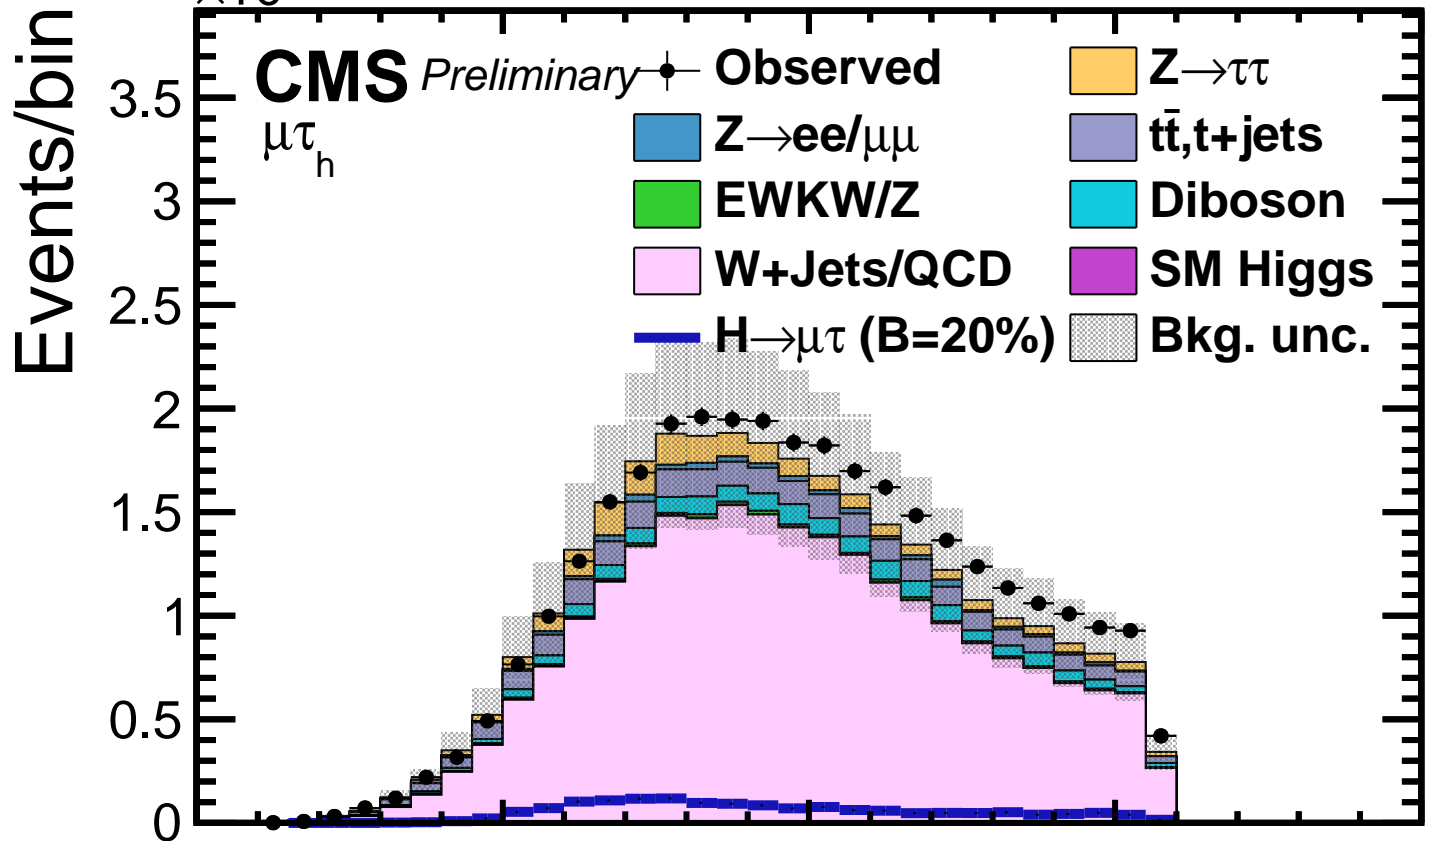 CMS Preliminary
μτh
Observed
Z→ττ
Z→ee/μμ
tt̄,t+jets
EWKW/Z
Diboson
W+Jets/QCD
SM Higgs
H→μτ (B=20%)
Bkg. unc.
Events/bin
3.5
3
2.5
2
1.5
1
0.5
0